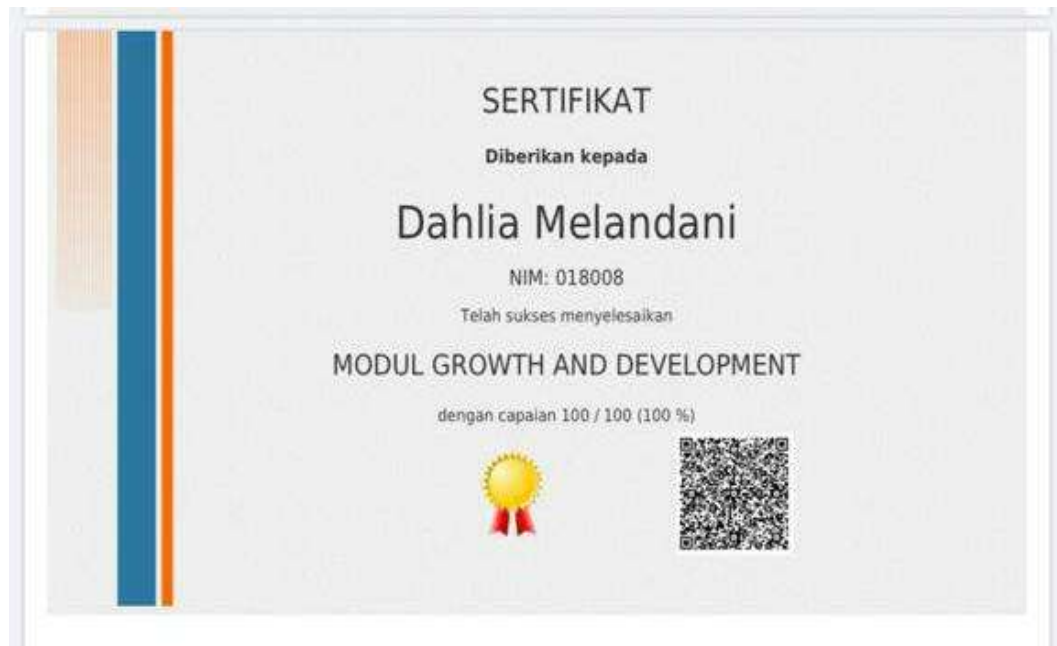 SERTIFIKAT
Diberikan kepada
Dahlia Melandani
NIM: 018008
Telah sukses menyelesaikan
MODUL GROWTH AND DEVELOPMENT
dengan capaian 100 / 100 (100 %)